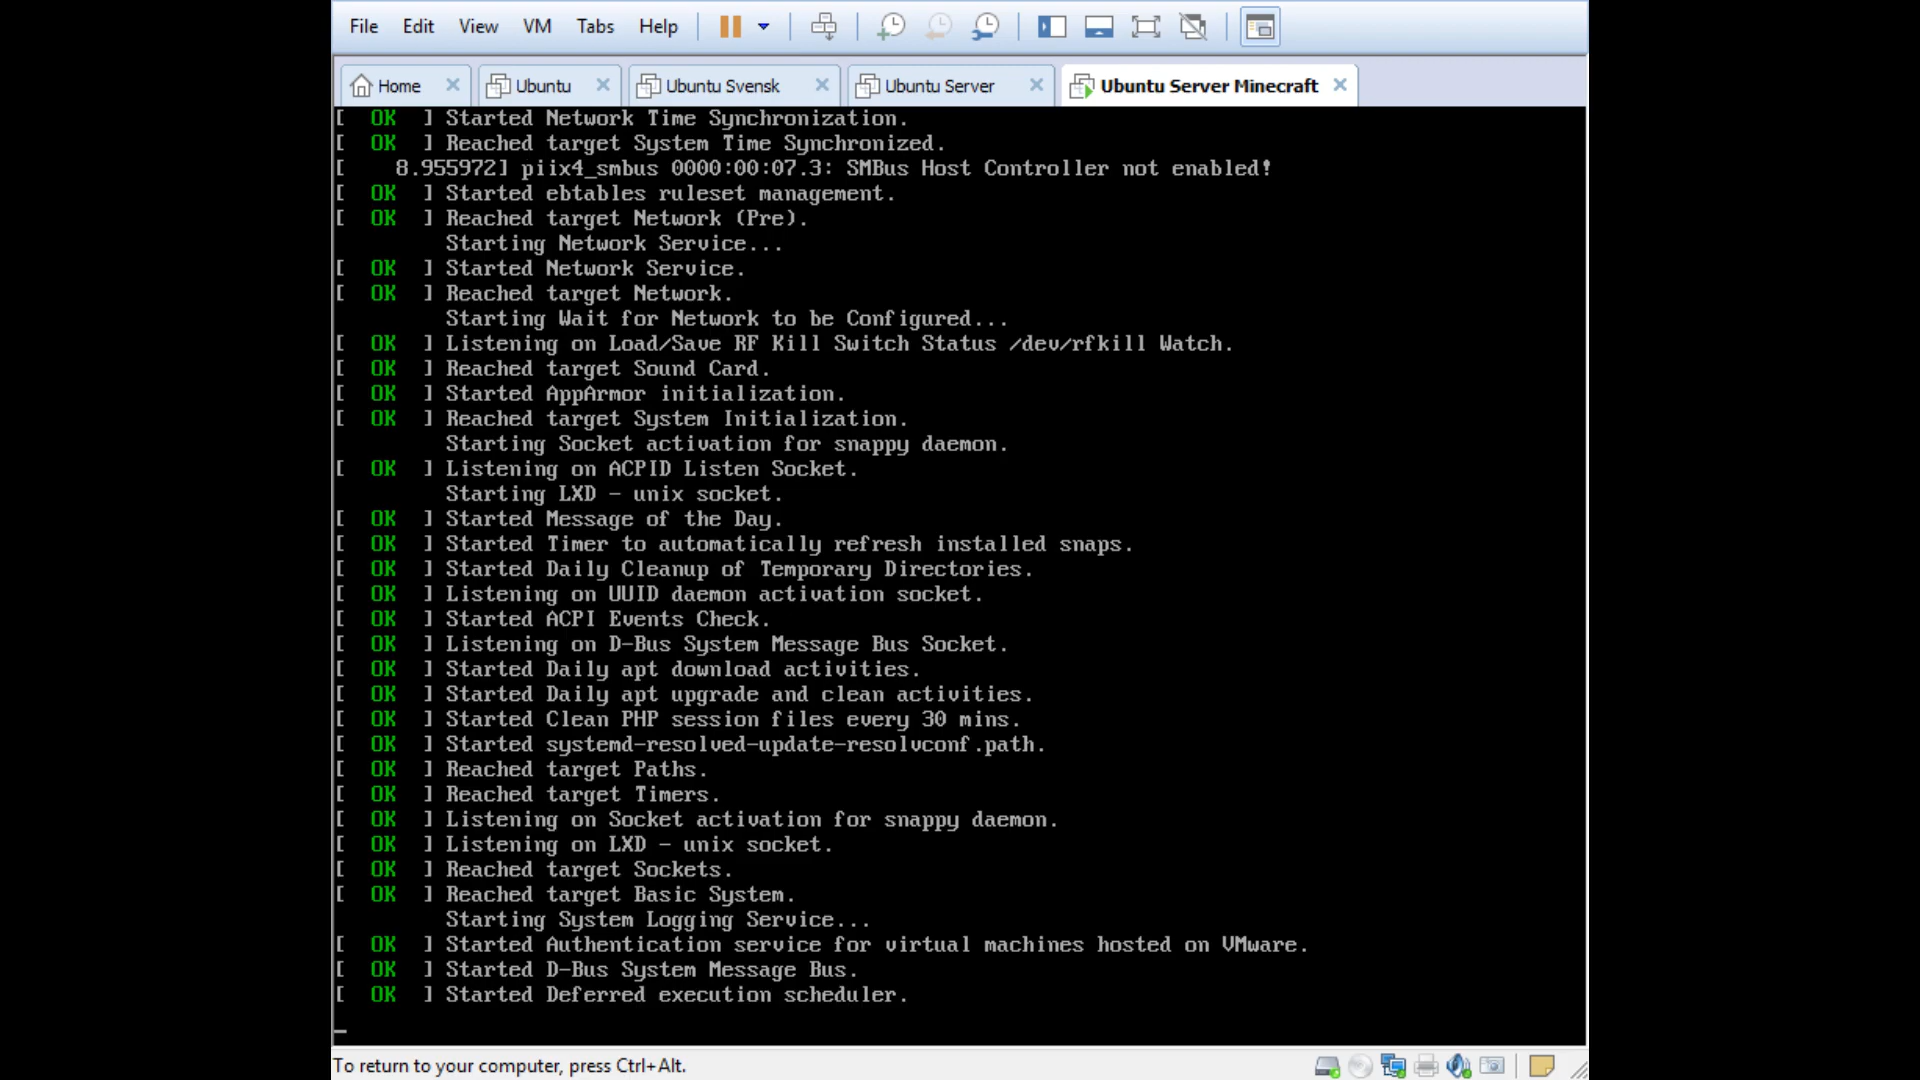 File Edit View VM Tabs Help
Home Ubuntu Ubuntu Svensk Ubuntu Server Ubuntu Server Minecraft
[ OK ] Started Network Time Synchronization.
[ OK ] Reached target System Time Synchronized.
[ 8.955972] piix4_smbus 0000:00:07.3: SMBus Host Controller not enabled!
[ OK ] Started ebtables ruleset management.
[ OK ] Reached target Network (Pre).
Starting Network Service...
[ OK ] Started Network Service.
[ OK ] Reached target Network.
Starting Wait for Network to be Configured...
[ OK ] Listening on Load/Save RF Kill Switch Status /dev/rfkill Watch.
[ OK ] Reached target Sound Card.
[ OK ] Started AppArmor initialization.
[ OK ] Reached target System Initialization.
Starting Socket activation for snappy daemon.
[ OK ] Listening on ACPID Listen Socket.
Starting LXD - unix socket.
[ OK ] Started Message of the Day.
[ OK ] Started Timer to automatically refresh installed snaps.
[ OK ] Started Daily Cleanup of Temporary Directories.
[ OK ] Listening on UUID daemon activation socket.
[ OK ] Started ACPI Events Check.
[ OK ] Listening on D-Bus System Message Bus Socket.
[ OK ] Started Daily apt download activities.
[ OK ] Started Daily apt upgrade and clean activities.
[ OK ] Started Clean PHP session files every 30 mins.
[ OK ] Started systemd-resolved-update-resolvconf.path.
[ OK ] Reached target Paths.
[ OK ] Reached target Timers.
[ OK ] Listening on Socket activation for snappy daemon.
[ OK ] Listening on LXD - unix socket.
[ OK ] Reached target Sockets.
[ OK ] Reached target Basic System.
Starting System Logging Service...
[ OK ] Started Authentication service for virtual machines hosted on VMware.
[ OK ] Started D-Bus System Message Bus.
[ OK ] Started Deferred execution scheduler.
To return to your computer, press Ctrl+Alt.